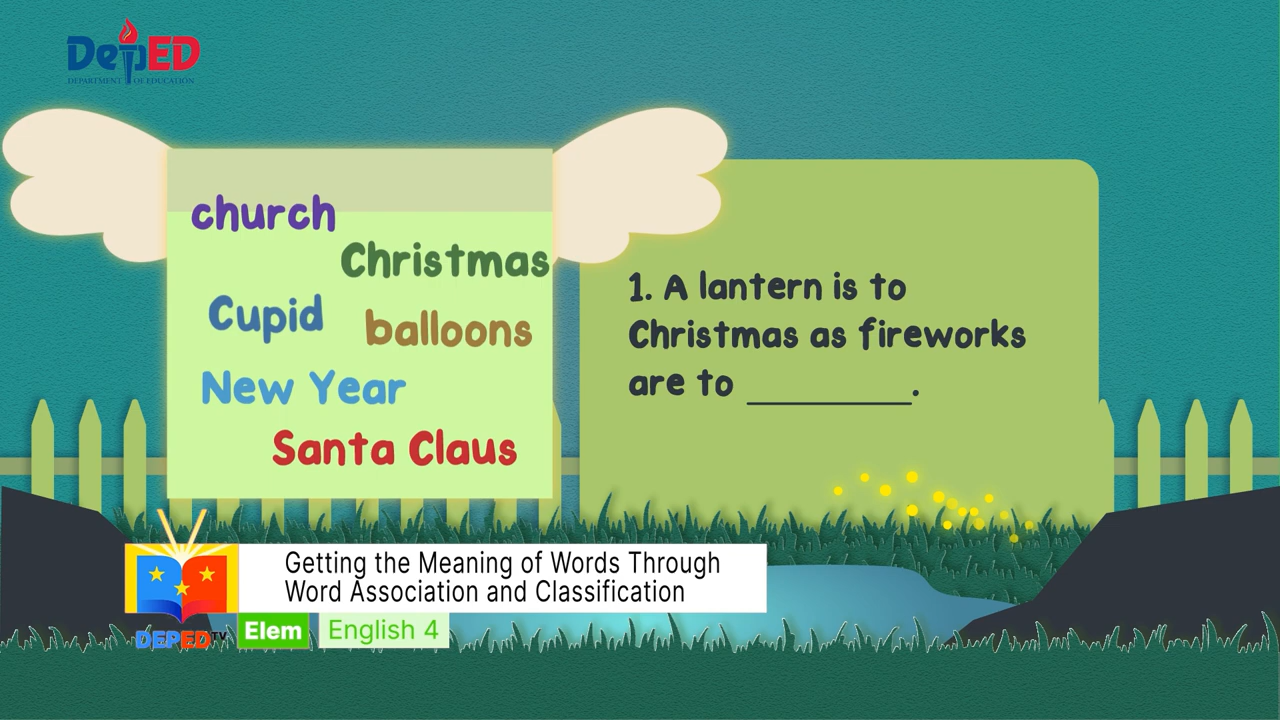 DepED
DEPARTMENT OF EDUCATION
church
Christmas
Cupid
balloons
New Year
Santa Claus
1. A lantern is to
Christmas as fireworks
are to __________.
Getting the Meaning of Words Through
Word Association and Classification
DEPED TV
Elem
English 4